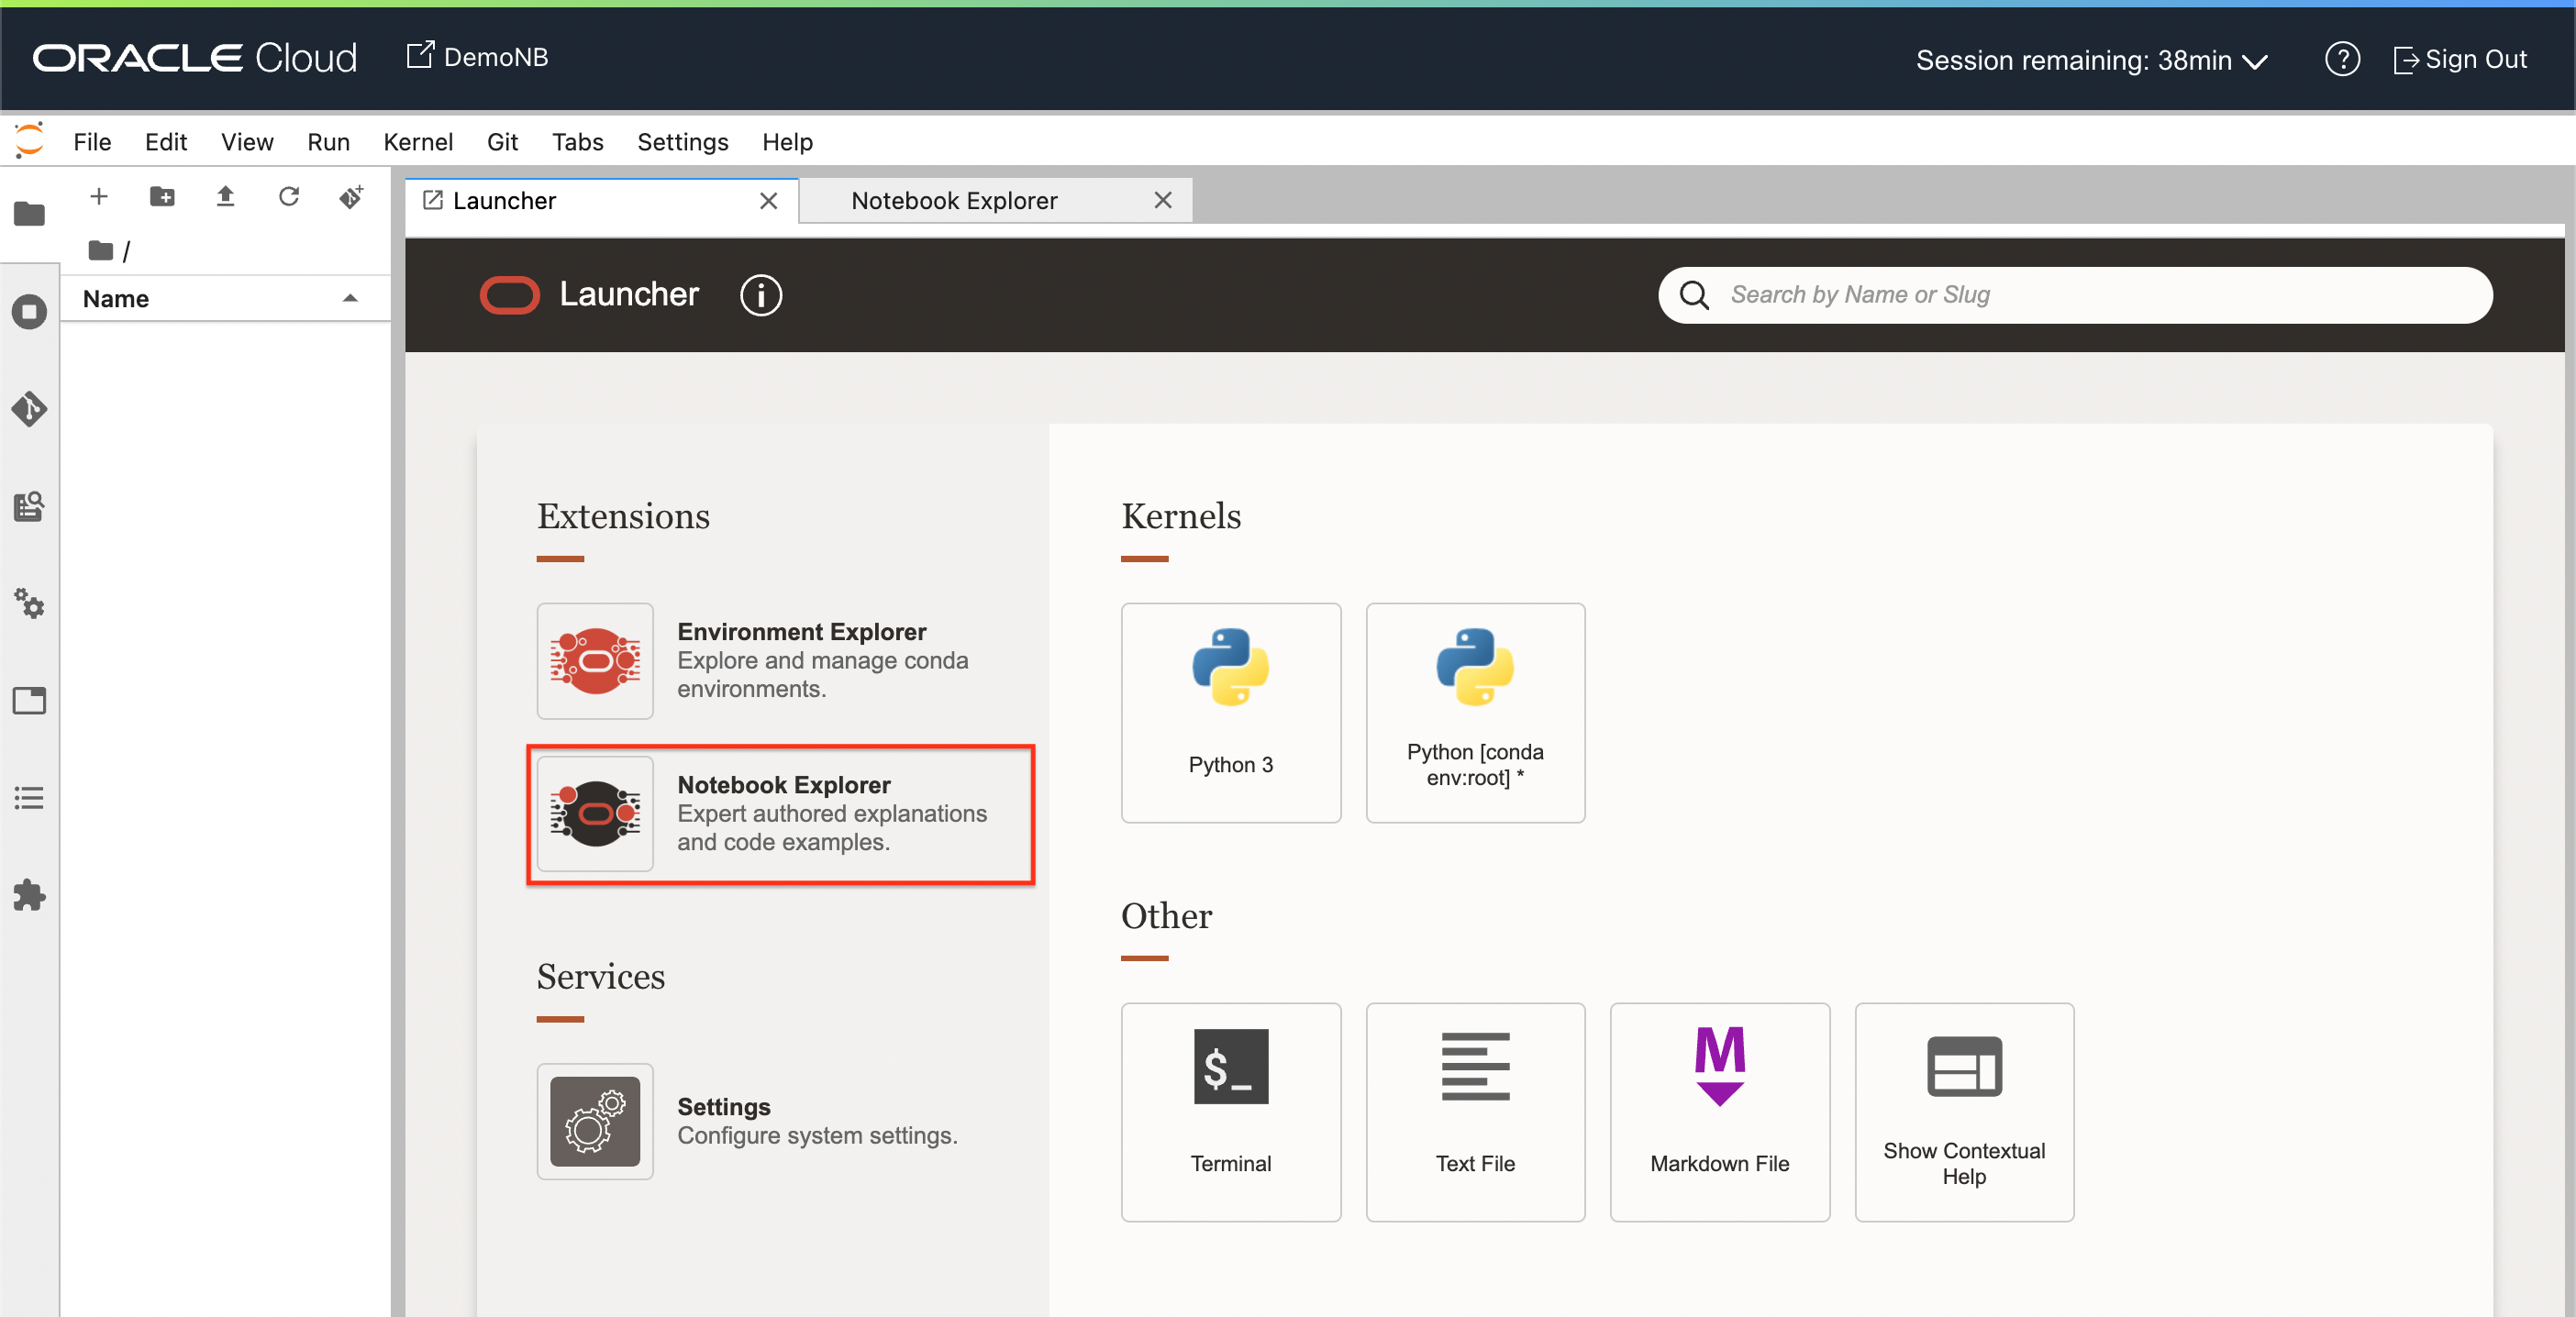 ORACLE Cloud DemoNB Session remaining: 38min ? Sign Out
File Edit View Run Kernel Git Tabs Settings Help
Launcher Notebook Explorer
/
Name
Launcher i Search by Name or Slug
Extensions
Environment Explorer
Explore and manage conda
environments.
Notebook Explorer
Expert authored explanations
and code examples.
Services
Settings
Configure system settings.
Kernels
Python 3
Python [conda
env:root] *
Other
$_
Terminal
Text File
M
Markdown File
Show Contextual
Help